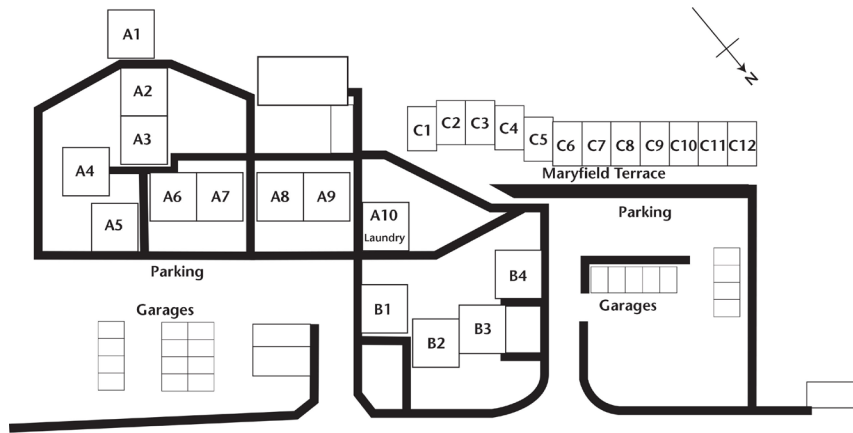 A1
N
A2
C1
C2
C3
C4
C5
C6
C7
C8
C9
C10
C11
C12
A3
A4
Maryfield Terrace
A6
A7
A8
A9
A10
Laundry
Parking
A5
Parking
B4
Garages
Garages
B1
B2
B3